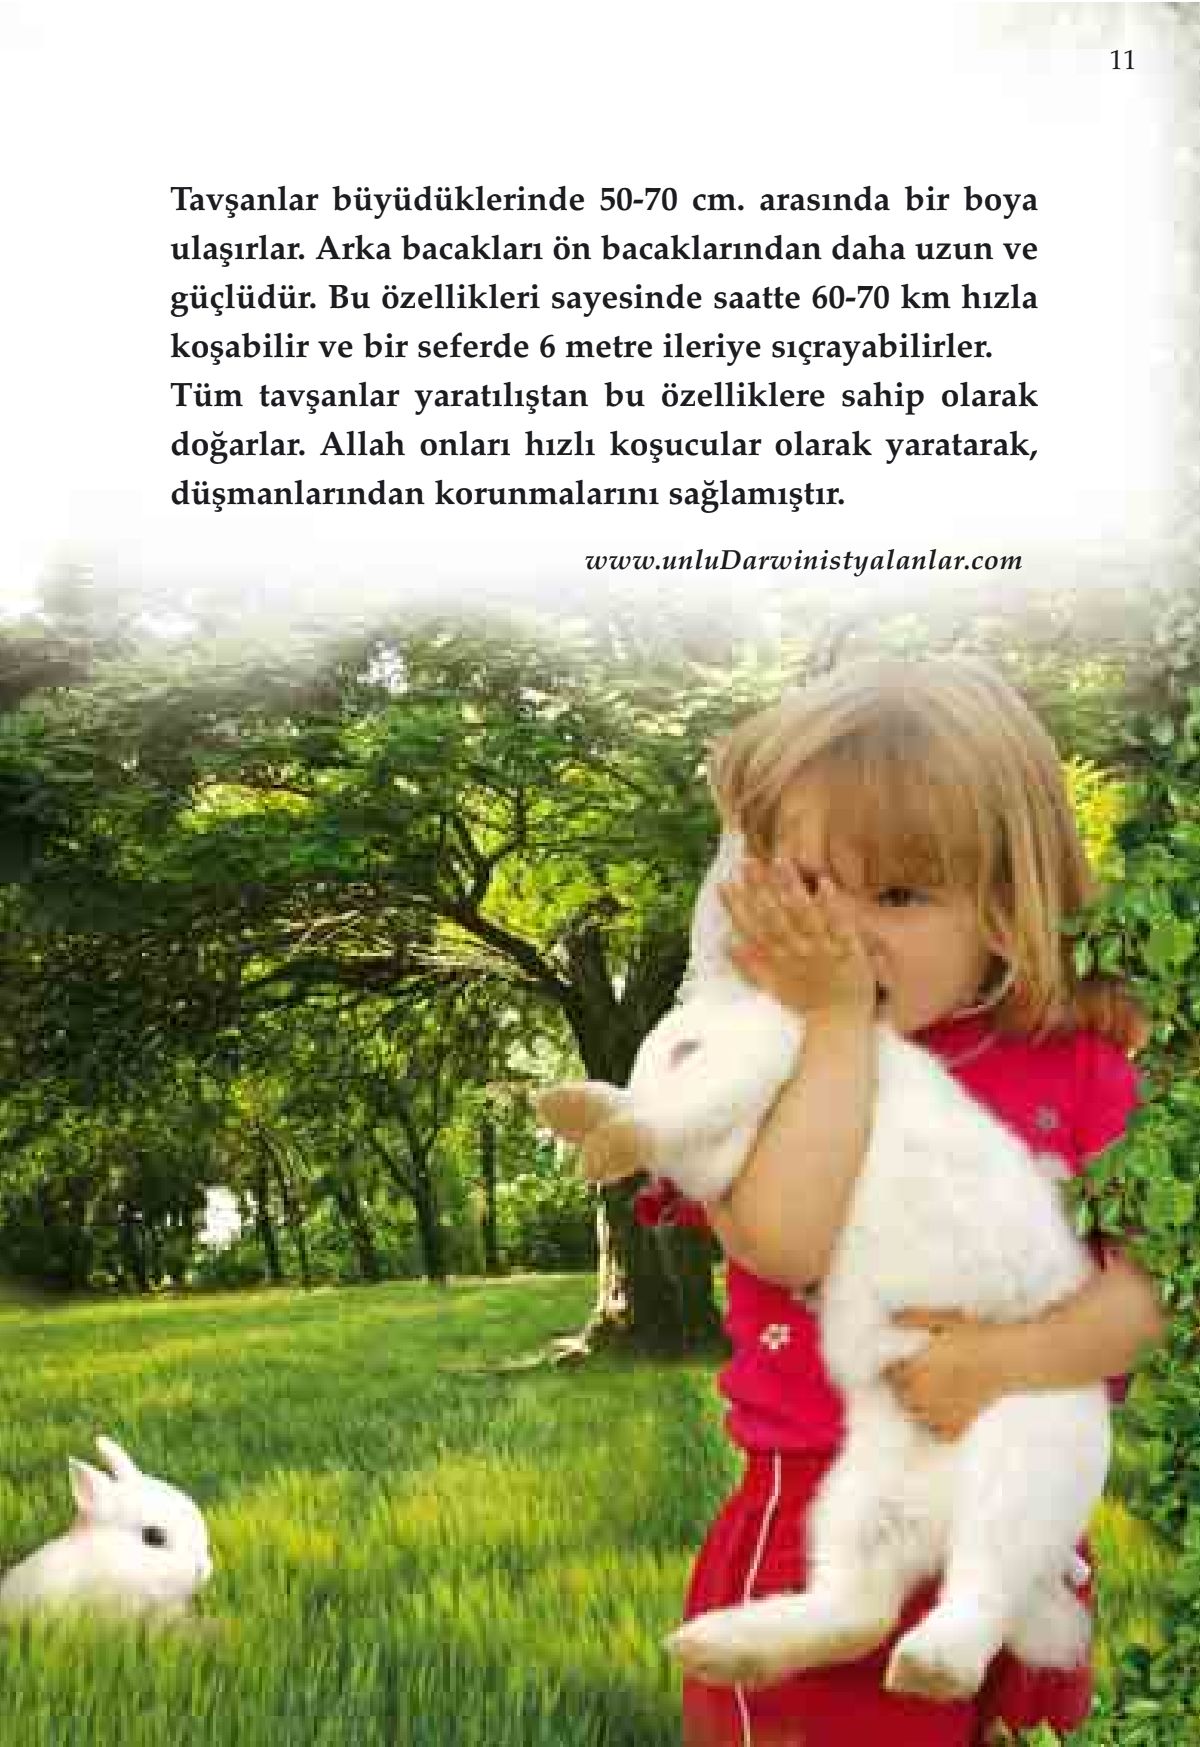 11
Tavşanlar büyüdüklerinde 50-70 cm. arasında bir boya
ulaşırlar. Arka bacakları ön bacaklarından daha uzun ve
güçlüdür. Bu özellikleri sayesinde saatte 60-70 km hızla
koşabilir ve bir seferde 6 metre ileriye sıçrayabilirler.
Tüm tavşanlar yaratılıştan bu özelliklere sahip olarak
doğarlar. Allah onları hızlı koşucular olarak yaratarak,
düşmanlarından korunmalarını sağlamıştır.
www.unluDarwinistyalanlar.com